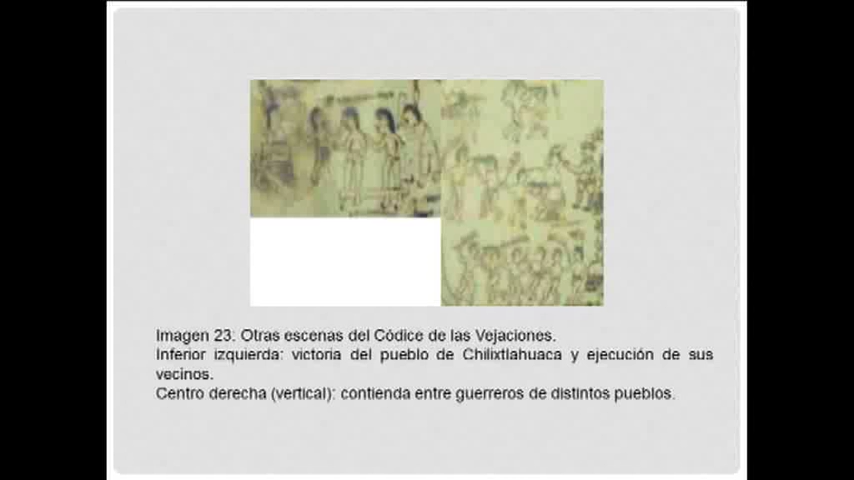 Imagen 23: Otras escenas del Códice de las Vejaciones.
Inferior izquierda: victoria del pueblo de Chilixtlahuaca y ejecución de sus
vecinos.
Centro derecha (vertical): contienda entre guerreros de distintos pueblos.